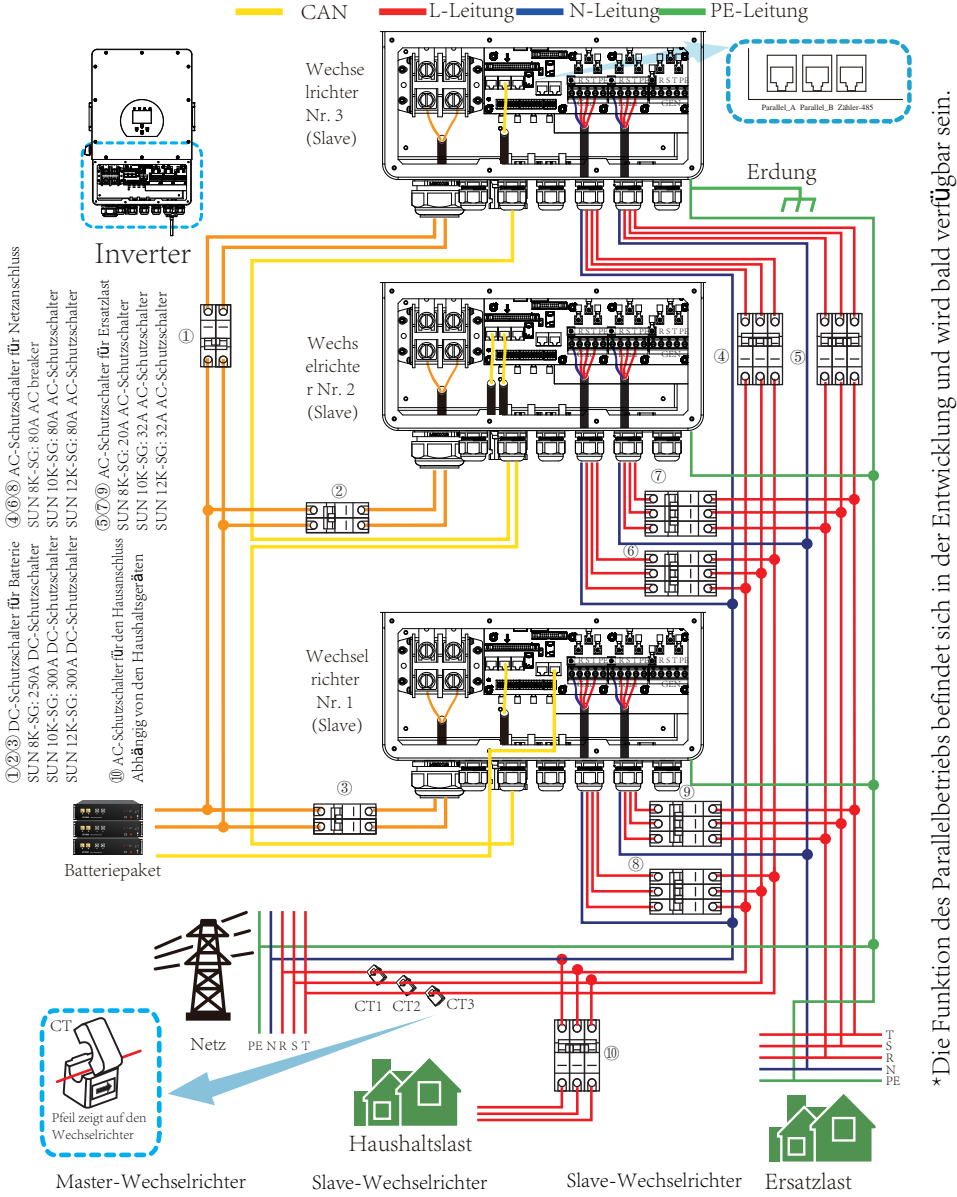 CAN
L-Leitung
N-Leitung
PE-Leitung
Wechse
lrichter
Nr. 3
(Slave)
R S T PE
R S T PE
Parallel_A Parallel_B Zähler-485
Erdung
Inverter
①
Wechs
elrichte
r Nr. 2
(Slave)
R S T PE
R S T PE
④
⑤
②
⑦
⑥
Wechsel
richter
Nr. 1
(Slave)
R S T PE
R S T PE
③
⑨
⑧
①②③ DC-Schutzschalter für Batterie
SUN 8K-SG: 250A DC-Schutzschalter
SUN 10K-SG: 300A DC-Schutzschalter
SUN 12K-SG: 300A DC-Schutzschalter
④⑥⑧ AC-Schutzschalter für Netzanschluss
SUN 8K-SG: 80A AC breaker
SUN 10K-SG: 80A AC-Schutzschalter
SUN 12K-SG: 80A AC-Schutzschalter
⑤⑦⑨ AC-Schutzschalter für Ersatzlast
SUN 8K-SG: 20A AC-Schutzschalter
SUN 10K-SG: 32A AC-Schutzschalter
SUN 12K-SG: 32A AC-Schutzschalter
⑩ AC-Schutzschalter für den Hausanschluss
Abhängig von den Haushaltsgeräten
Batteriepaket
CT1
CT2
CT3
Netz
PE N R S T
⑩
T
S
R
N
PE
CT
Pfeil zeigt auf den
Wechselrichter
Haushaltslast
Ersatzlast
Master-Wechselrichter
Slave-Wechselrichter
Slave-Wechselrichter
*Die Funktion des Parallelbetriebs befindet sich in der Entwicklung und wird bald verfügbar sein.